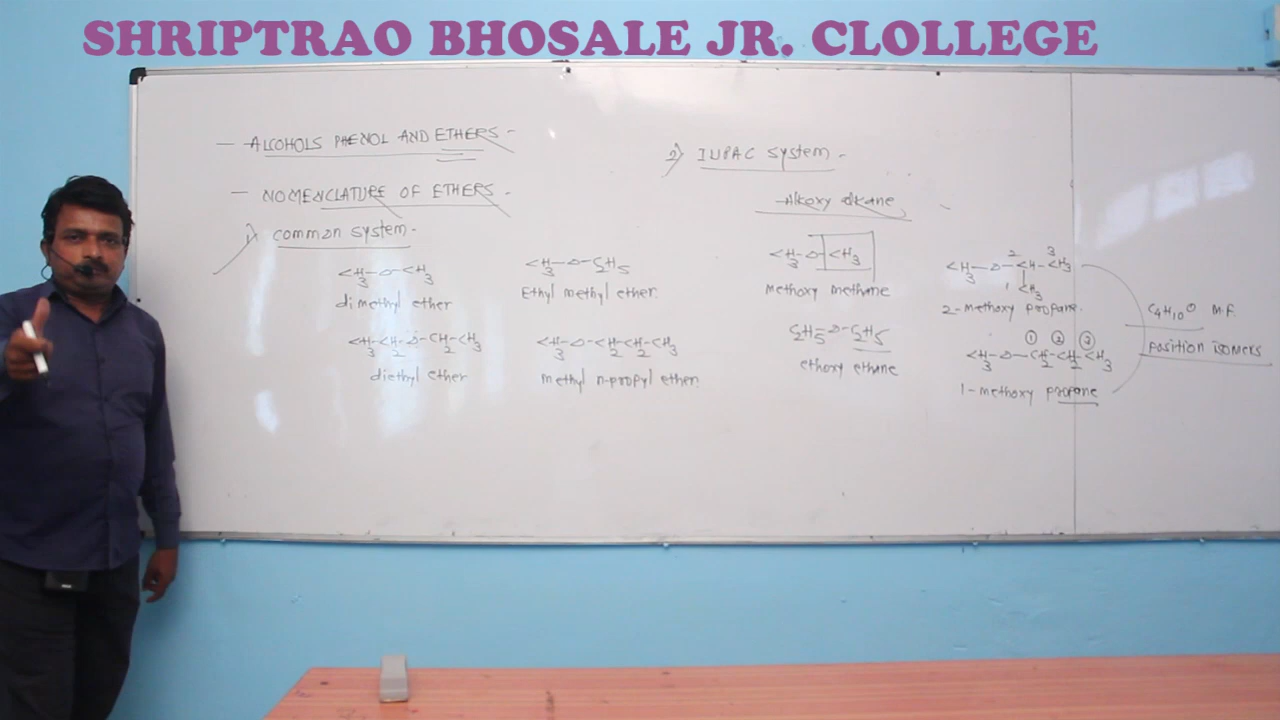 SHRIPTRAO BHOSALE JR. CLOLLEGE
- ALCOHOLS PHENOL AND ETHERS -
- NOMENCLATURE OF ETHERS -
1) common system -
CH3-O-CH3
dimethyl ether
CH3-O-C2H5
Ethyl methyl ether.
CH3-CH2-O-CH2-CH3
diethyl ether
CH3-O-CH2-CH2-CH3
methyl n-propyl ether.
2) IUPAC system -
-Alkoxy alkane
CH3-O-CH3
methoxy methane
C2H5-O-C2H5
ethoxy ethane
2 3
CH3-O-CH-CH3
1 CH3
2-methoxy propane.
1 2 3
CH3-O-CH2-CH2-CH3
1-methoxy propane
C4H10O M.F.
position isomers